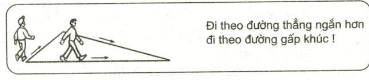 Đi theo đường thẳng ngắn hơn
đi theo đường gấp khúc !